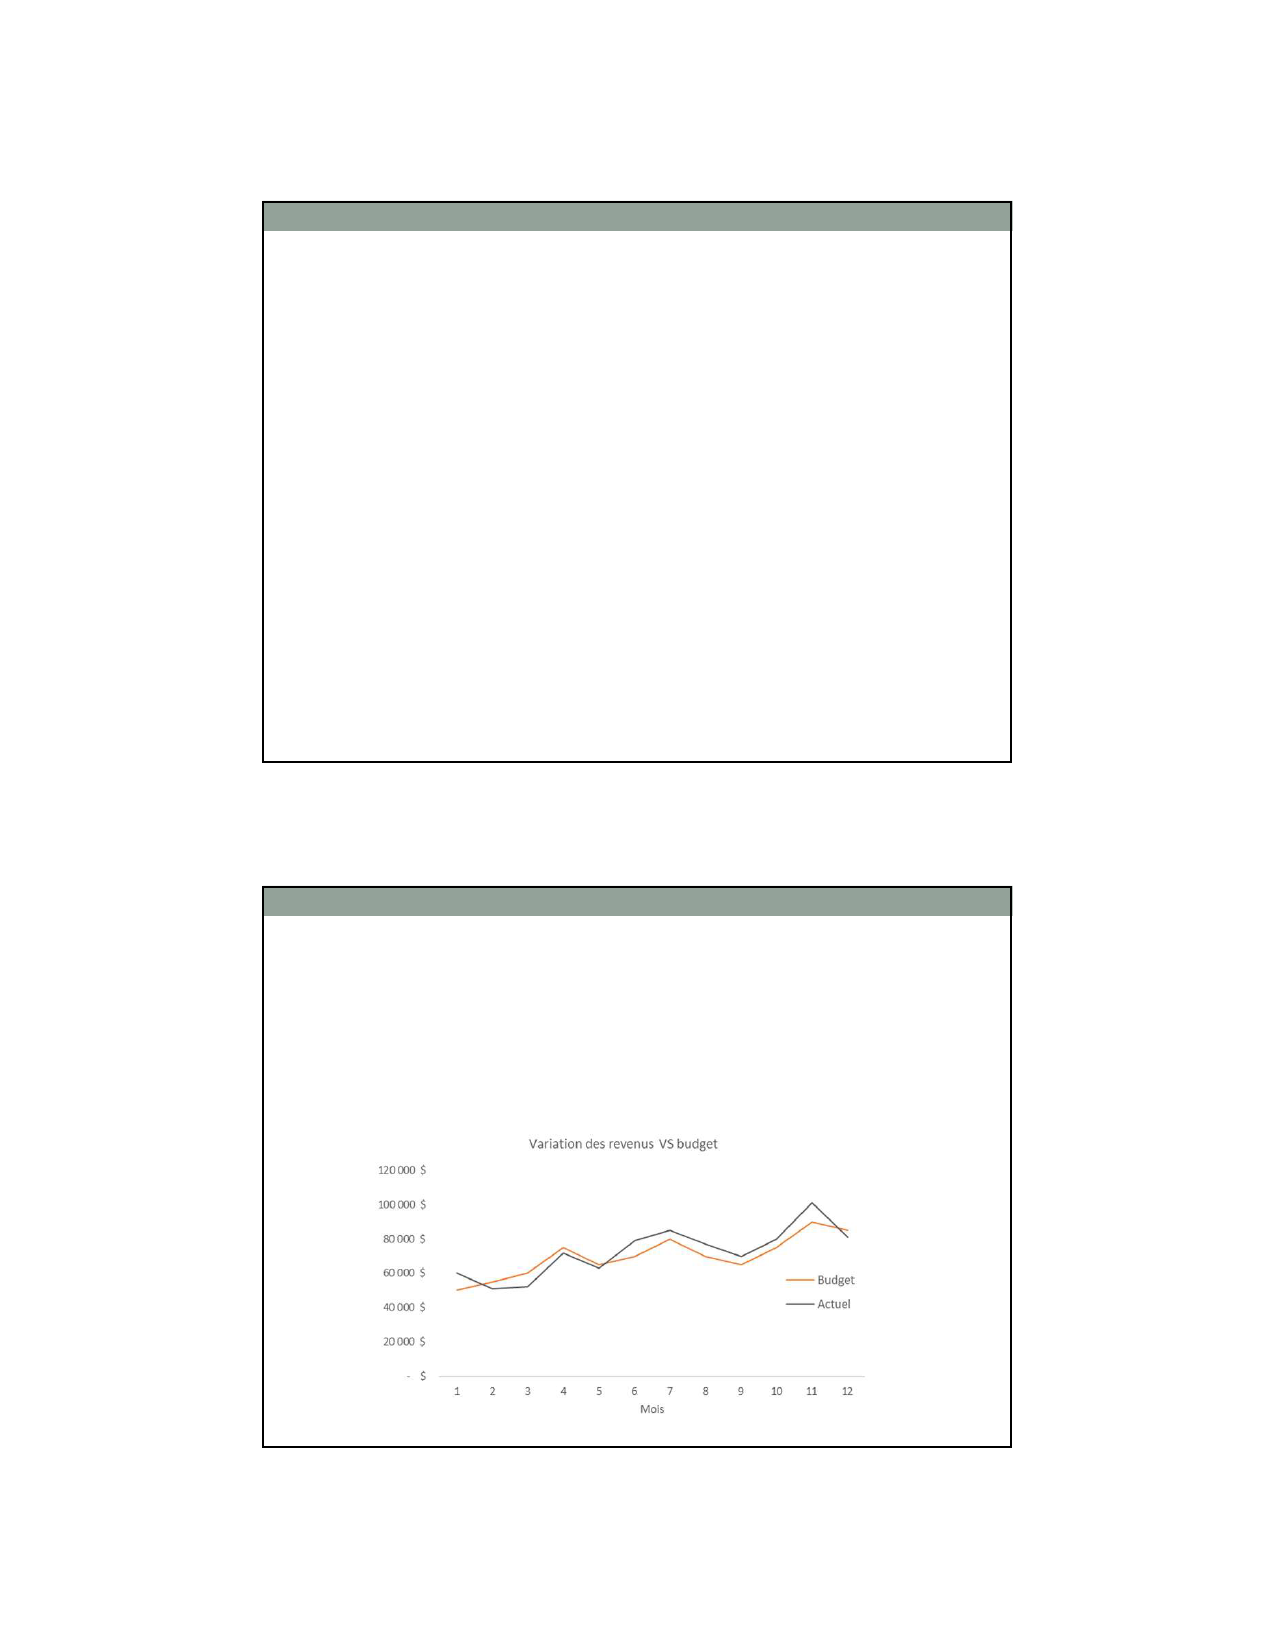 Variation des revenus VS budget
120 000 $
100 000 $
80 000 $
60 000 $
40 000 $
20 000 $
- $
Budget
Actuel
1 2 3 4 5 6 7 8 9 10 11 12
Mois